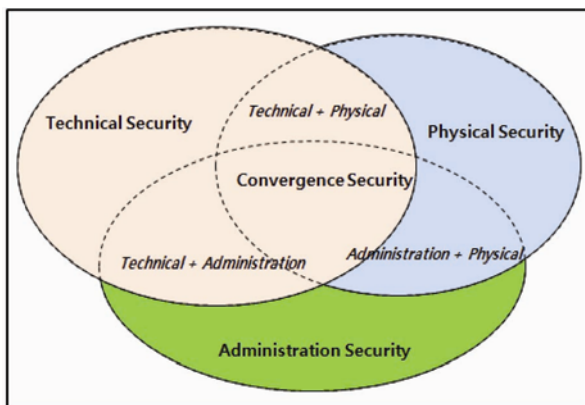 Technical + Physical
Technical Security
Physical Security
Convergence Security
Technical + Administration
Administration + Physical
Administration Security